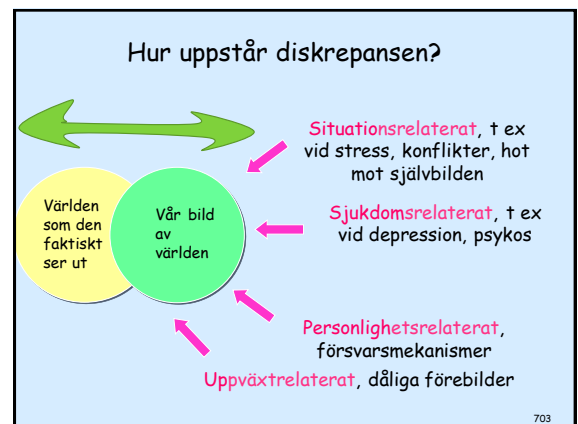 Hur uppstår diskrepansen?
Situationsrelaterat, t ex
vid stress, konflikter, hot
mot självbilden
Världen
som den
faktiskt
ser ut
Vår bild
av
världen
Sjukdomsrelaterat, t ex
vid depression, psykos
Personlighetsrelaterat,
försvarsmekanismer
Uppväxtrelaterat, dåliga förebilder
703